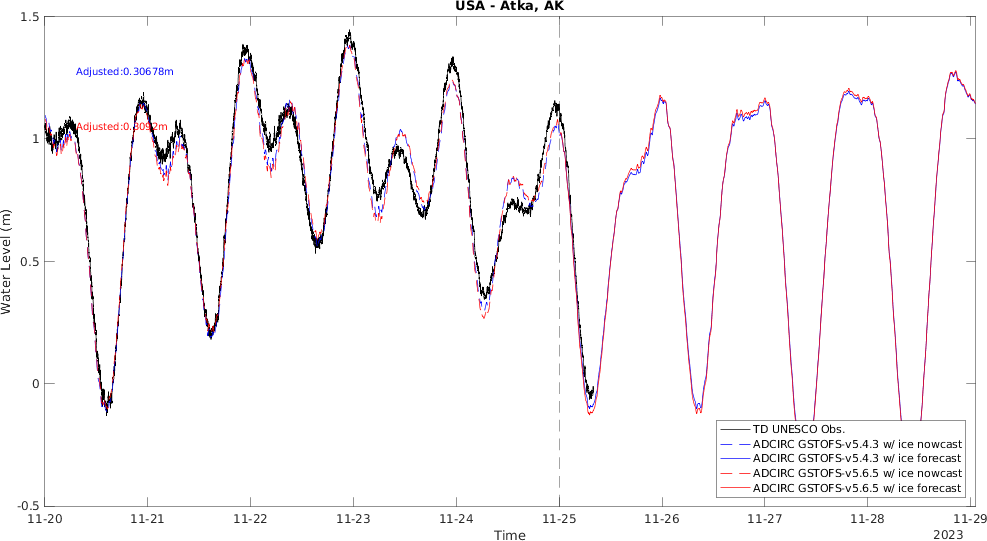 USA - Atka, AK
1.5
Adjusted:0.30678m
Adjusted:0.3092m
1
0.5
0
-0.5
Water Level (m)
TD UNESCO Obs.
ADCIRC GSTOFS-v5.4.3 w/ ice nowcast
ADCIRC GSTOFS-v5.4.3 w/ ice forecast
ADCIRC GSTOFS-v5.6.5 w/ ice nowcast
ADCIRC GSTOFS-v5.6.5 w/ ice forecast
11-20 11-21 11-22 11-23 11-24 11-25 11-26 11-27 11-28 11-29
Time
2023